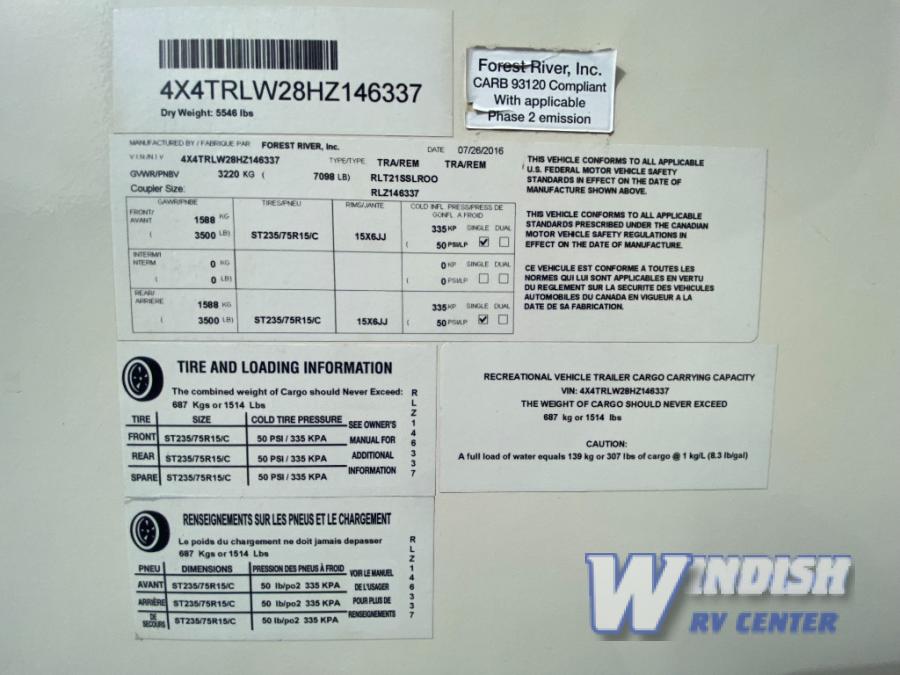 4X4TRLW28HZ146337
Dry Weight: 5546 lbs
Forest River, Inc.
CARB 93120 Compliant
With applicable
Phase 2 emission
MANUFACTURED BY / FABRIQUE PAR FOREST RIVER, Inc. DATE 07/26/2016
V.I.N./N.I.V 4X4TRLW28HZ146337 TYPE/TYPE TRA/REM TRA/REM
GVWR/PNBV 3220 KG ( 7098 LB) RLT21SSLROO
Coupler Size: RLZ146337
GAWR/PNBE TIRES/PNEU RIMS/JANTE COLD INFL. PRESS/PRESS DE
GONFL. A FROID
FRONT/
AVANT 1588 KG 335 KP SINGLE DUAL
( 3500 LB) ST235/75R15/C 15X6JJ ( 50 PSI/LP
INTERM/I
NTERM 0 KG 0 KP SINGLE DUAL
( 0 LB) ( 0 PSI/LP
REAR/
ARRIERE 1588 KG 335 KP SINGLE DUAL
( 3500 LB) ST235/75R15/C 15X6JJ ( 50 PSI/LP
THIS VEHICLE CONFORMS TO ALL APPLICABLE
U.S. FEDERAL MOTOR VEHICLE SAFETY
STANDARDS IN EFFECT ON THE DATE OF
MANUFACTURE SHOWN ABOVE.
THIS VEHICLE CONFORMS TO ALL APPLICABLE
STANDARDS PRESCRIBED UNDER THE CANADIAN
MOTOR VEHICLE SAFETY REGULATIONS IN
EFFECT ON THE DATE OF MANUFACTURE.
CE VEHICULE EST CONFORME A TOUTES LES
NORMES QUI LUI SONT APPLICABLES EN VERTU
DU REGLEMENT SUR LA SECURITE DES VEHICULES
AUTOMOBILES DU CANADA EN VIGUEUR A LA
DATE DE SA FABRICATION.
TIRE AND LOADING INFORMATION
The combined weight of Cargo should Never Exceed:
687 Kgs or 1514 Lbs
TIRE SIZE COLD TIRE PRESSURE
FRONT ST235/75R15/C 50 PSI / 335 KPA
REAR ST235/75R15/C 50 PSI / 335 KPA
SPARE ST235/75R15/C 50 PSI / 335 KPA
SEE OWNER'S
MANUAL FOR
ADDITIONAL
INFORMATION
RLZ146337
RECREATIONAL VEHICLE TRAILER CARGO CARRYING CAPACITY
VIN: 4X4TRLW28HZ146337
THE WEIGHT OF CARGO SHOULD NEVER EXCEED
687 kg or 1514 lbs
CAUTION:
A full load of water equals 139 kg or 307 lbs of cargo @ 1 kg/L (8.3 lb/gal)
RENSEIGNEMENTS SUR LES PNEUS ET LE CHARGEMENT
Le poids du chargement ne doit jamais depasser
687 Kgs or 1514 Lbs
PNEU DIMENSIONS PRESSION DES PNEUS À FROID
AVANT ST235/75R15/C 50 lb/po2 335 KPA
ARRIÈRE ST235/75R15/C 50 lb/po2 335 KPA
DE
SECOURS ST235/75R15/C 50 lb/po2 335 KPA
VOIR LE MANUEL
DE L'USAGER
POUR PLUS DE
RENSEIGNEMENTS
RLZ146337
WINDISH
RV CENTER